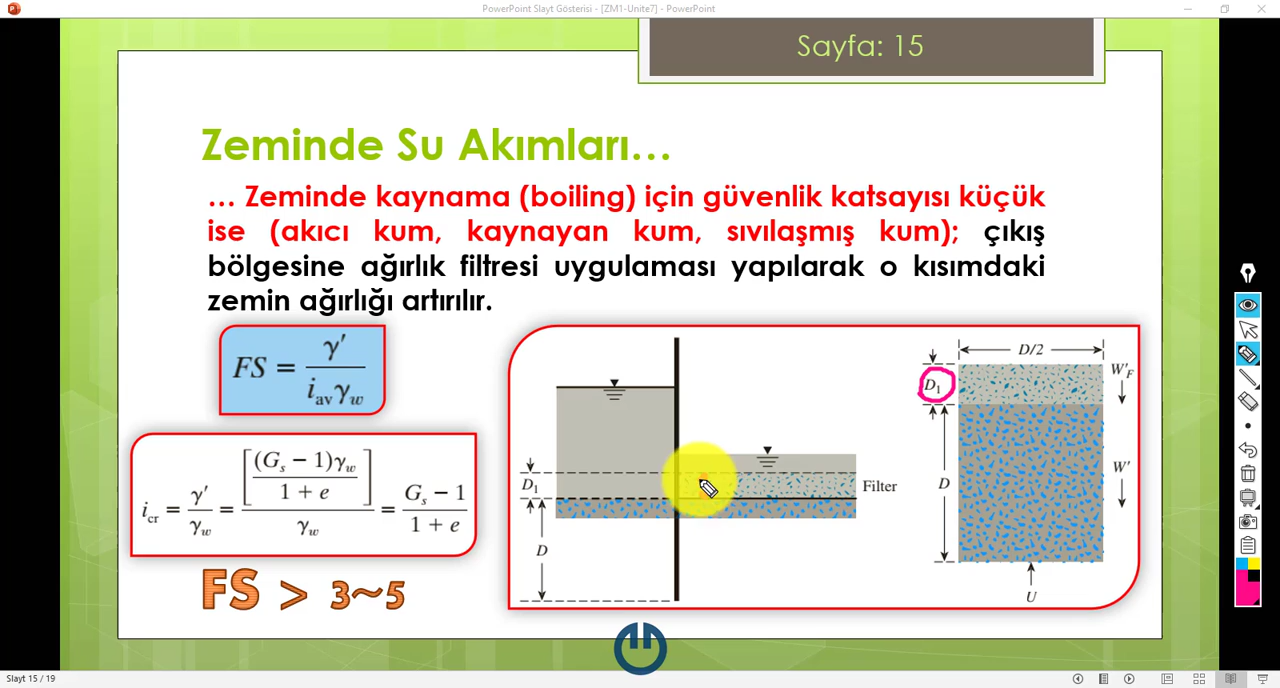 PowerPoint Slayt Gösterisi - [ZM1-Unite7] - PowerPoint
Sayfa: 15
Zeminde Su Akımları…
… Zeminde kaynama (boiling) için güvenlik katsayısı küçük
ise (akıcı kum, kaynayan kum, sıvılaşmış kum); çıkış
bölgesine ağırlık filtresi uygulaması yapılarak o kısımdaki
zemin ağırlığı artırılır.
FS = γ′ / i_av γ_w
i_cr = γ′ / γ_w = [(G_s − 1)γ_w / 1 + e] / γ_w = G_s − 1 / 1 + e
FS > 3~5
D₁
D
Filter
D/2
D₁
W′_F
D
W′
U
Slayt 15 / 19